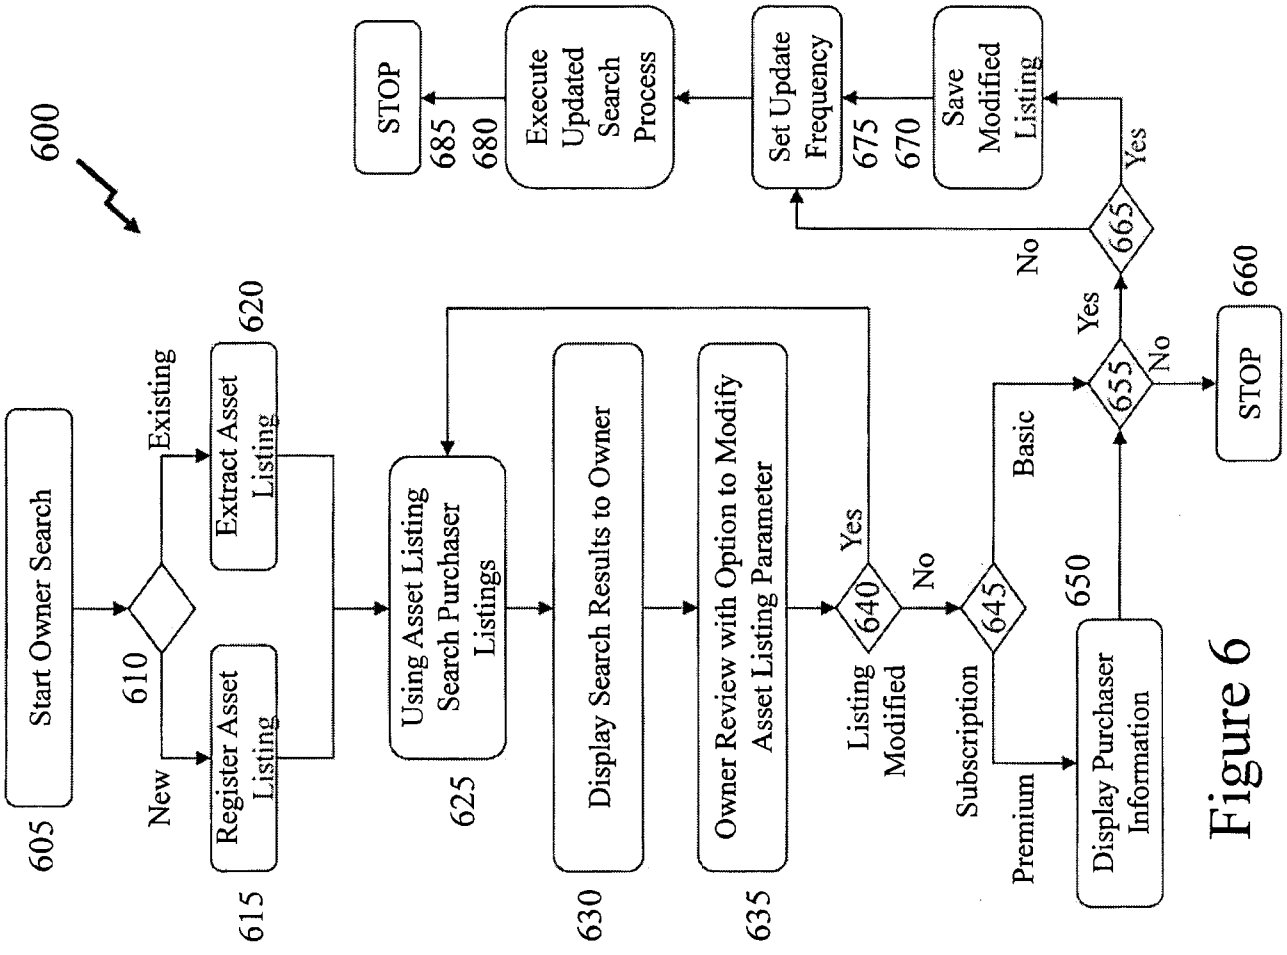 600
605
Start Owner Search
610
New
Existing
615
Register Asset
Listing
620
Extract Asset
Listing
625
Using Asset Listing
Search Purchaser
Listings
630
Display Search Results to Owner
635
Owner Review with Option to Modify
Asset Listing Parameter
640
Listing
Modified
Yes
No
645
Subscription
Premium
Basic
650
Display Purchaser
Information
655
Yes
No
660
STOP
665
No
Yes
Save
Modified
Listing
670
675
Set Update
Frequency
Execute
Updated
Search
Process
680
685
STOP
Figure 6